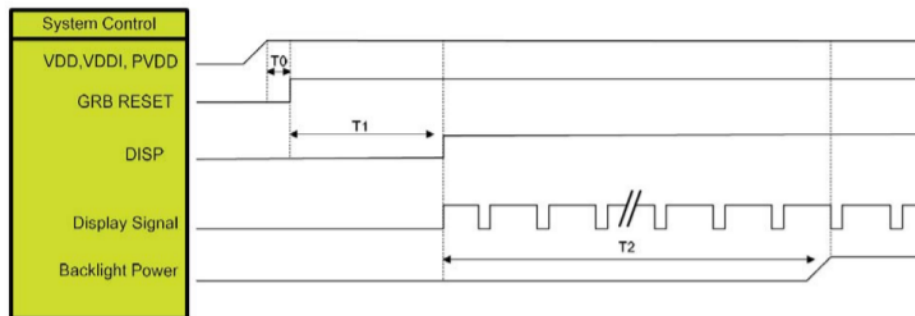 System Control
VDD,VDDI, PVDD
T0
GRB RESET
T1
DISP
Display Signal
T2
Backlight Power